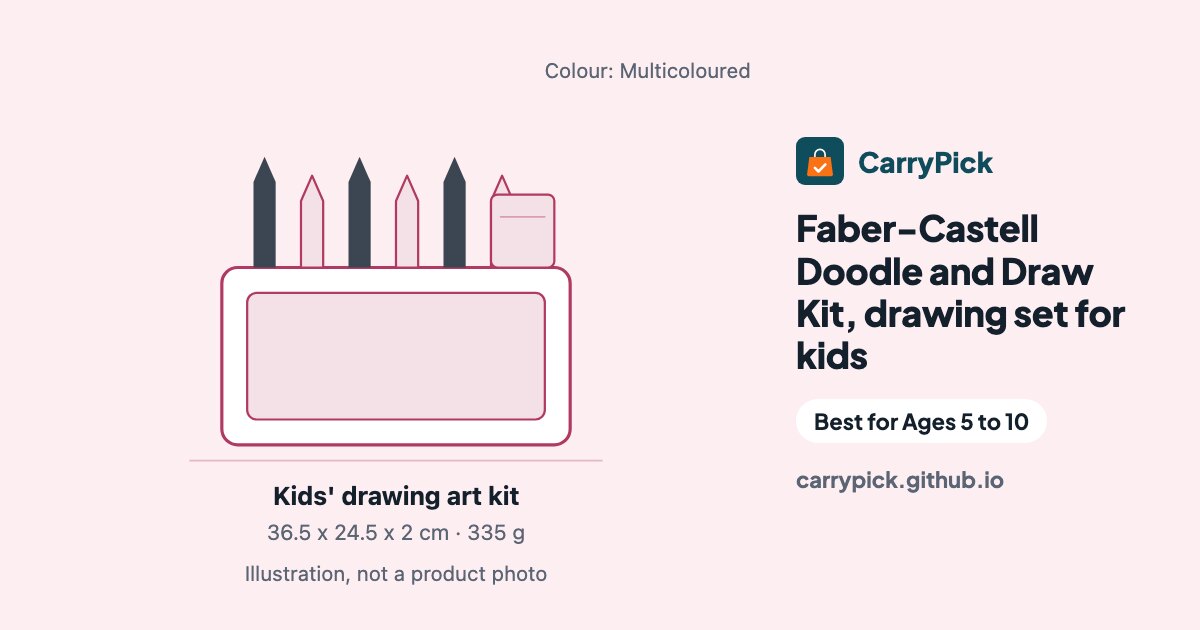 Colour: Multicoloured
CarryPick
Faber-Castell
Doodle and Draw
Kit, drawing set for
kids
Best for Ages 5 to 10
carrypick.github.io
Kids' drawing art kit
36.5 x 24.5 x 2 cm · 335 g
Illustration, not a product photo